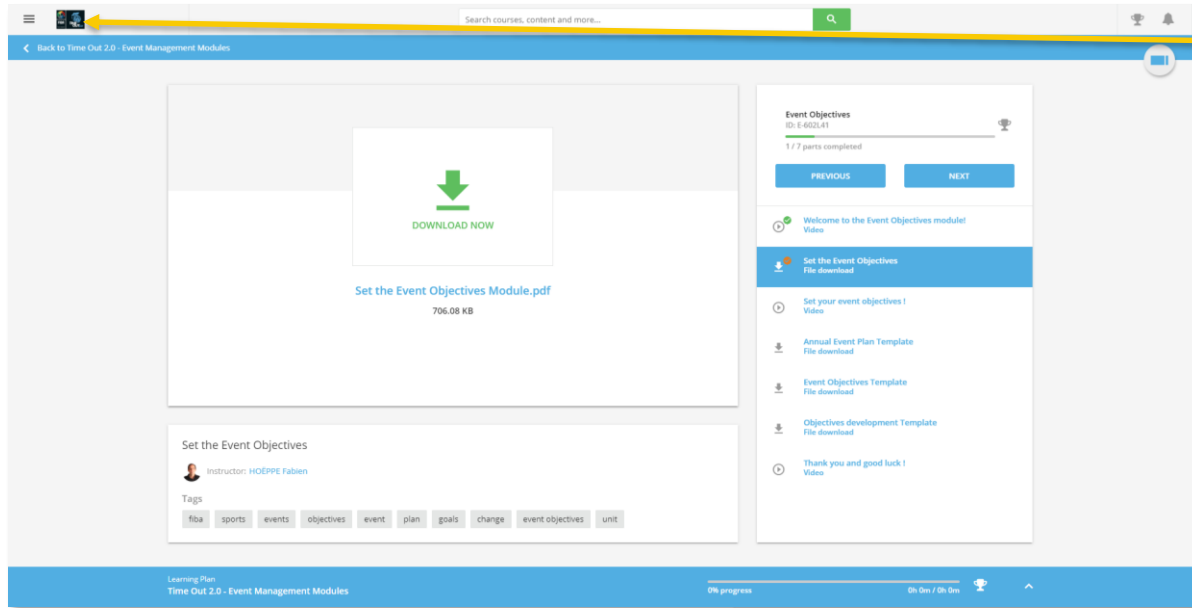 Search courses, content and more...
Back to Time Out 2.0 - Event Management Modules
DOWNLOAD NOW
Set the Event Objectives Module.pdf
706.08 KB
Set the Event Objectives
Instructor: HOËPPE Fabien
Tags
fiba sports events objectives event plan goals change event objectives unit
Event Objectives
ID: E-602L41
1 / 7 parts completed
PREVIOUS NEXT
Welcome to the Event Objectives module!
Video
Set the Event Objectives
File download
Set your event objectives !
Video
Annual Event Plan Template
File download
Event Objectives Template
File download
Objectives development Template
File download
Thank you and good luck !
Video
Learning Plan
Time Out 2.0 - Event Management Modules
0% progress 0h 0m / 0h 0m